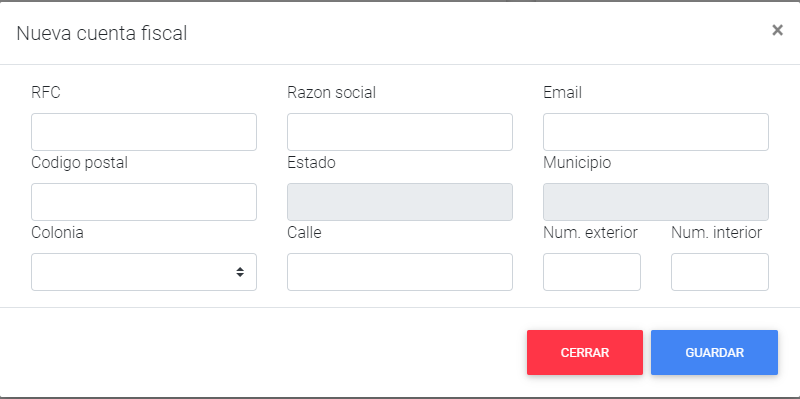 Nueva cuenta fiscal ×
RFC Razon social Email
Codigo postal Estado Municipio
Colonia Calle Num. exterior Num. interior
CERRAR GUARDAR